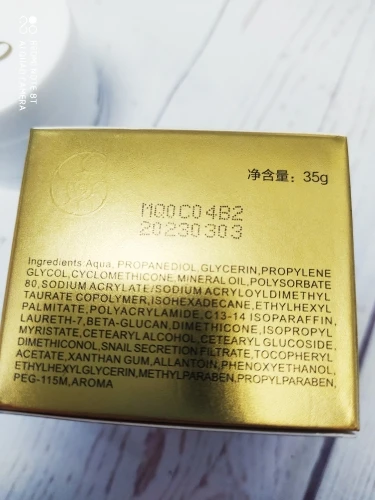 净含量：35g
MQ0C04B2
20230303
Ingredients Aqua, PROPANEDIOL GLYCERIN,PROPYLENE
GLYCOL,CYCLOMETHICONE,MINERAL OIL,POLYSORBATE
80,SODIUM ACRYLATE/SODIUM ACRYLOYLDIMETHYL
TAURATE COPOLYMER,ISOHEXADECANE,ETHYLHEXYL
PALMITATE,POLYACRYLAMIDE,C13-14 ISOPARAFFIN,
LAURETH-7,BETA-GLUCAN,DIMETHICONE,ISOPROPYL
MYRISTATE,CETEARYLALCOHOL,CETEARYL GLUCOSIDE,
DIMETHICONOL,SNAIL SECRETION FILTRATE,TOCOPHERYL
ACETATE,XANTHAN GUM,ALLANTOIN,PHENOXYETHANOL,
ETHYLHEXYLGLYCERIN,METHYLPARABEN,PROPYLPARABEN,
PEG-115M,AROMA